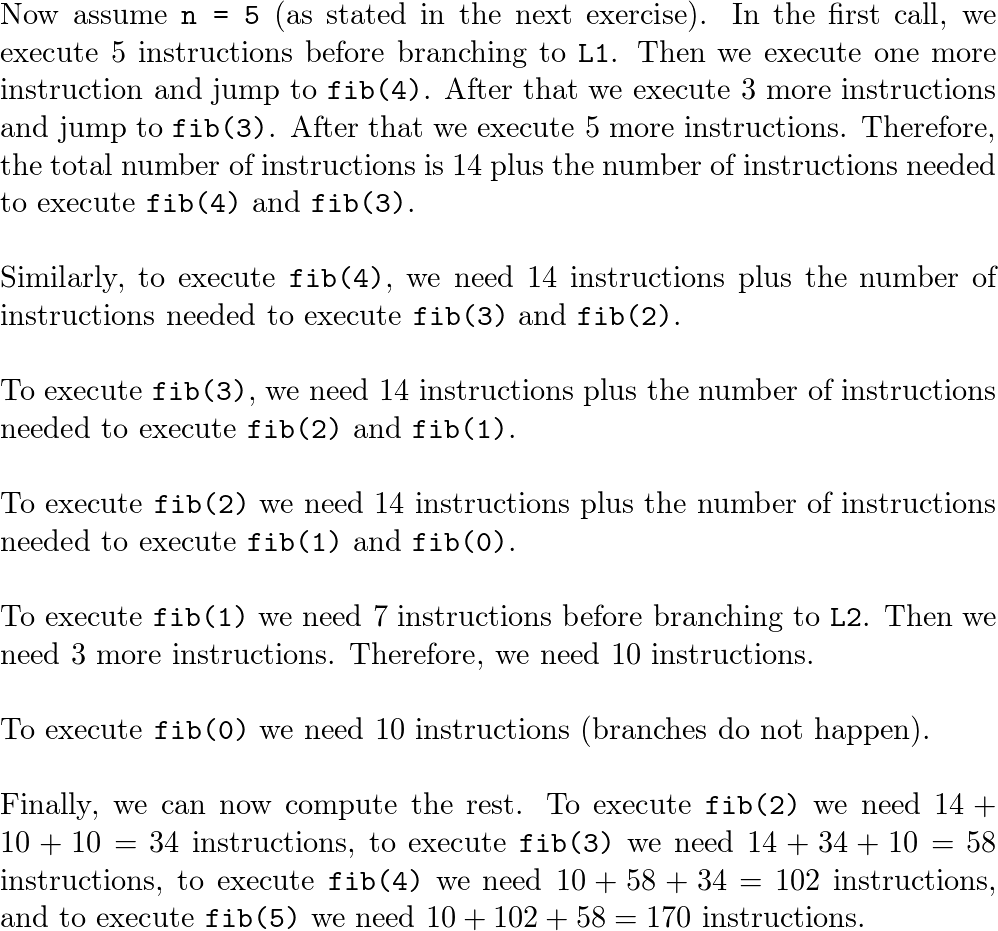 Now assume n = 5 (as stated in the next exercise). In the first call, we
execute 5 instructions before branching to L1. Then we execute one more
instruction and jump to fib(4). After that we execute 3 more instructions
and jump to fib(3). After that we execute 5 more instructions. Therefore,
the total number of instructions is 14 plus the number of instructions needed
to execute fib(4) and fib(3).
Similarly, to execute fib(4), we need 14 instructions plus the number of
instructions needed to execute fib(3) and fib(2).
To execute fib(3), we need 14 instructions plus the number of instructions
needed to execute fib(2) and fib(1).
To execute fib(2) we need 14 instructions plus the number of instructions
needed to execute fib(1) and fib(0).
To execute fib(1) we need 7 instructions before branching to L2. Then we
need 3 more instructions. Therefore, we need 10 instructions.
To execute fib(0) we need 10 instructions (branches do not happen).
Finally, we can now compute the rest. To execute fib(2) we need 14 +
10 + 10 = 34 instructions, to execute fib(3) we need 14 + 34 + 10 = 58
instructions, to execute fib(4) we need 10 + 58 + 34 = 102 instructions,
and to execute fib(5) we need 10 + 102 + 58 = 170 instructions.